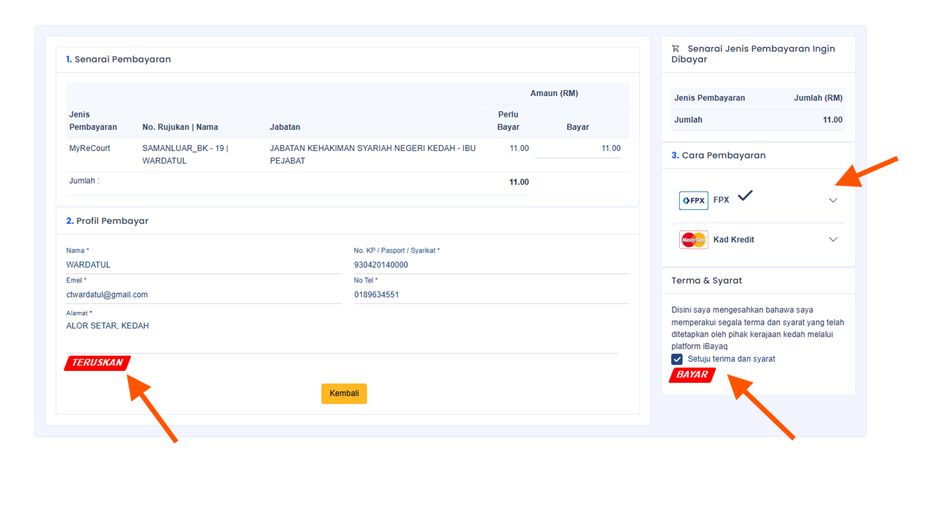 1. Senarai Pembayaran
Amaun (RM)
Jenis Pembayaran No. Rujukan | Nama Jabatan Perlu Bayar Bayar
MyReCourt SAMANLUAR_BK - 19 | JABATAN KEHAKIMAN SYARIAH NEGERI KEDAH - IBU 11.00 11.00
WARDATUL PEJABAT
Jumlah : 11.00
2. Profil Pembayar
Nama * No. KP / Pasport / Syarikat *
WARDATUL 930420140000
Emel * No Tel *
ctwardatul@gmail.com 0189634551
Alamat *
ALOR SETAR, KEDAH
TERUSKAN
Kembali
Senarai Jenis Pembayaran Ingin
Dibayar
Jenis Pembayaran Jumlah (RM)
Jumlah 11.00
3. Cara Pembayaran
FPX FPX
MasterCard Kad Kredit
Terma & Syarat
Disini saya mengesahkan bahawa saya
memperakui segala terma dan syarat yang telah
ditetapkan oleh pihak kerajaan kedah melalui
platform iBayaq
Setuju terima dan syarat
BAYAR